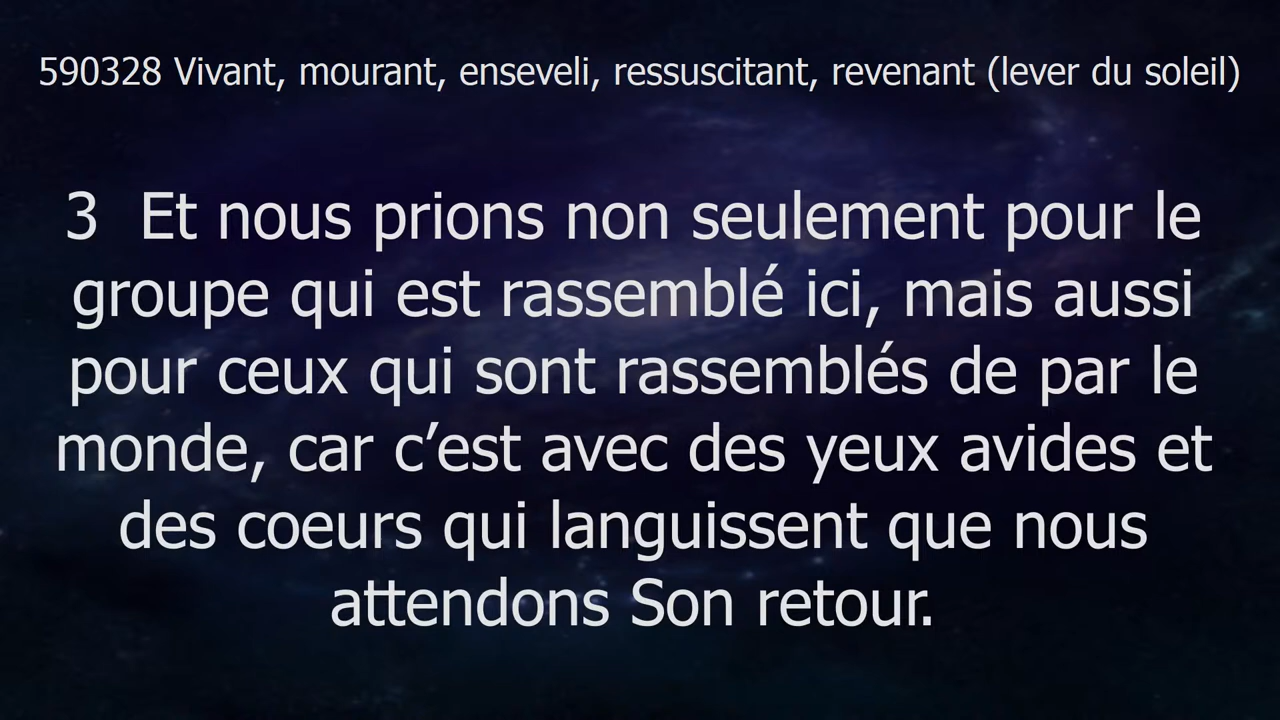 590328 Vivant, mourant, enseveli, ressuscitant, revenant (lever du soleil)
3 Et nous prions non seulement pour le
groupe qui est rassemblé ici, mais aussi
pour ceux qui sont rassemblés de par le
monde, car c’est avec des yeux avides et
des coeurs qui languissent que nous
attendons Son retour.